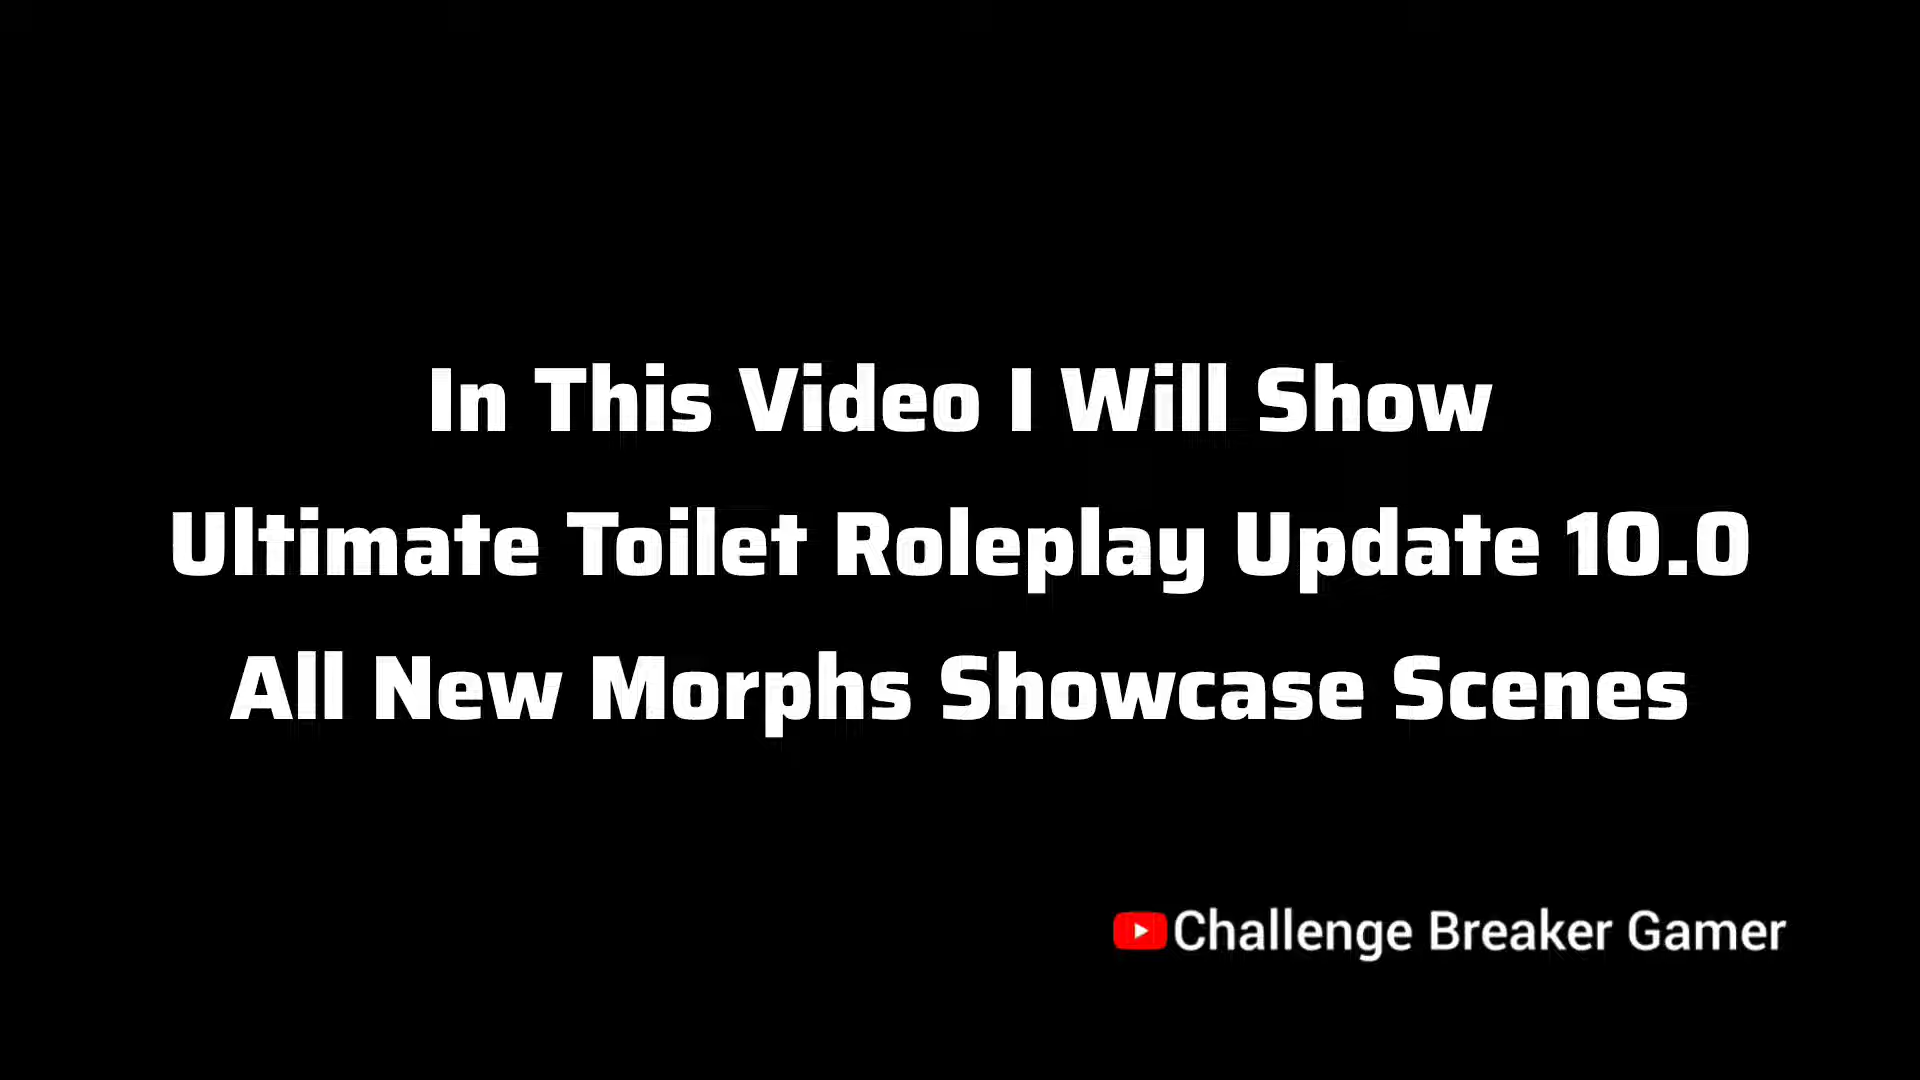 In This Video I Will Show
Ultimate Toilet Roleplay Update 10.0
All New Morphs Showcase Scenes
Challenge Breaker Gamer